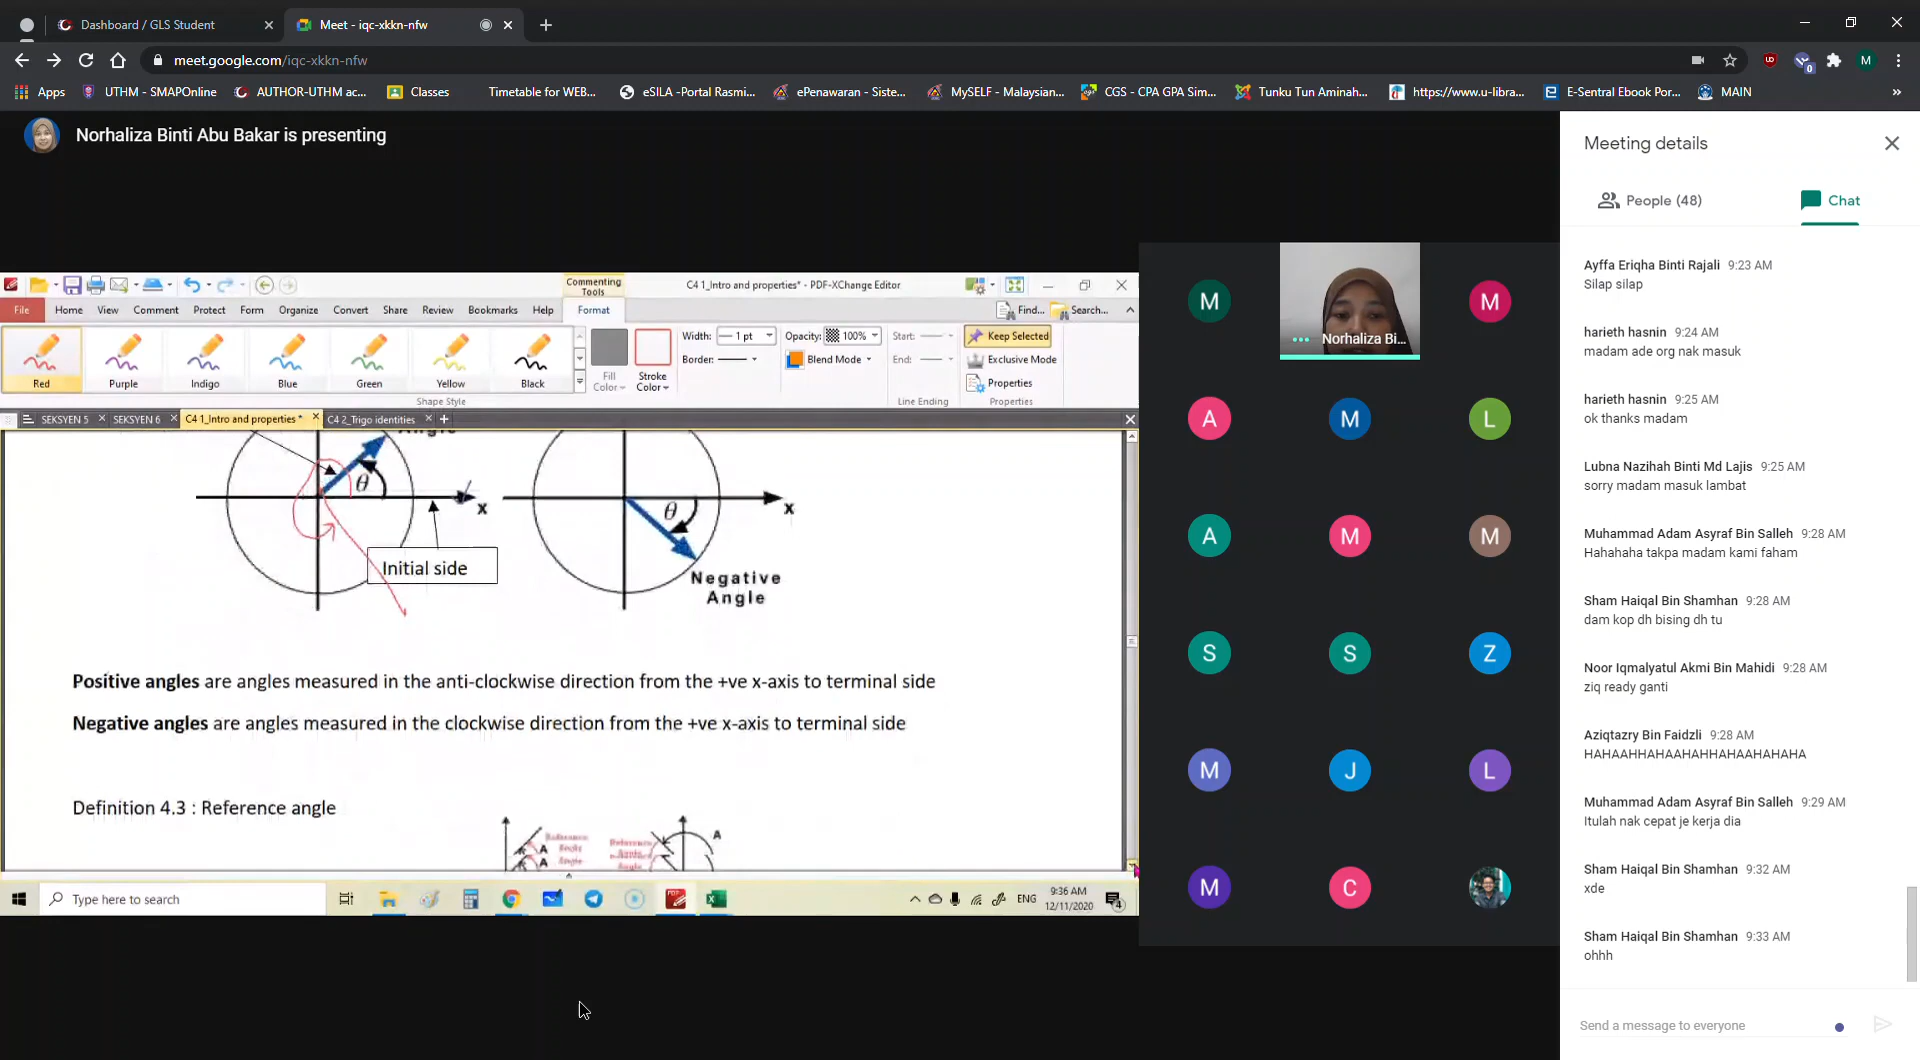 Dashboard / GLS Student
Meet - iqc-xkkn-nfw
meet.google.com/iqc-xkkn-nfw
M
0
Apps
UTHM - SMAPOnline
AUTHOR-UTHM ac...
Classes
Timetable for WEB...
eSILA -Portal Rasmi...
ePenawaran - Siste...
MySELF - Malaysian...
CGS - CPA GPA Sim...
Tunku Tun Aminah...
https://www.u-libra...
E-Sentral Ebook Por...
MAIN
»
Norhaliza Binti Abu Bakar is presenting
Commenting Tools
C4 1_Intro and properties* - PDF-XChange Editor
File
Home
View
Comment
Protect
Form
Organize
Convert
Share
Review
Bookmarks
Help
Format
Find...
Search...
Red
Purple
Indigo
Blue
Green
Yellow
Black
Fill Color
Stroke Color
Width: 1 pt
Border:
Opacity: 100%
Blend Mode
Start:
End:
Keep Selected
Exclusive Mode
Properties
Shape Style
Line Ending
Properties
SEKSYEN 5
SEKSYEN 6
C4 1_Intro and properties *
C4 2_Trigo identities
θ
x
Initial side
θ
x
Negative
Angle
Positive angles are angles measured in the anti-clockwise direction from the +ve x-axis to terminal side
Negative angles are angles measured in the clockwise direction from the +ve x-axis to terminal side
Definition 4.3 : Reference angle
A
A
A
Type here to search
ENG
9:36 AM
12/11/2020
4
M
Norhaliza Bi...
M
A
M
L
A
M
M
S
S
Z
M
J
L
M
C
Meeting details
People (48)
Chat
Ayffa Eriqha Binti Rajali 9:23 AM
Silap silap
harieth hasnin 9:24 AM
madam ade org nak masuk
harieth hasnin 9:25 AM
ok thanks madam
Lubna Nazihah Binti Md Lajis 9:25 AM
sorry madam masuk lambat
Muhammad Adam Asyraf Bin Salleh 9:28 AM
Hahahaha takpa madam kami faham
Sham Haiqal Bin Shamhan 9:28 AM
dam kop dh bising dh tu
Noor Iqmalyatul Akmi Bin Mahidi 9:28 AM
ziq ready ganti
Aziqtazry Bin Faidzli 9:28 AM
HAHAAHHAHAAHAHHAHAAHAHAHA
Muhammad Adam Asyraf Bin Salleh 9:29 AM
Itulah nak cepat je kerja dia
Sham Haiqal Bin Shamhan 9:32 AM
xde
Sham Haiqal Bin Shamhan 9:33 AM
ohhh
Send a message to everyone